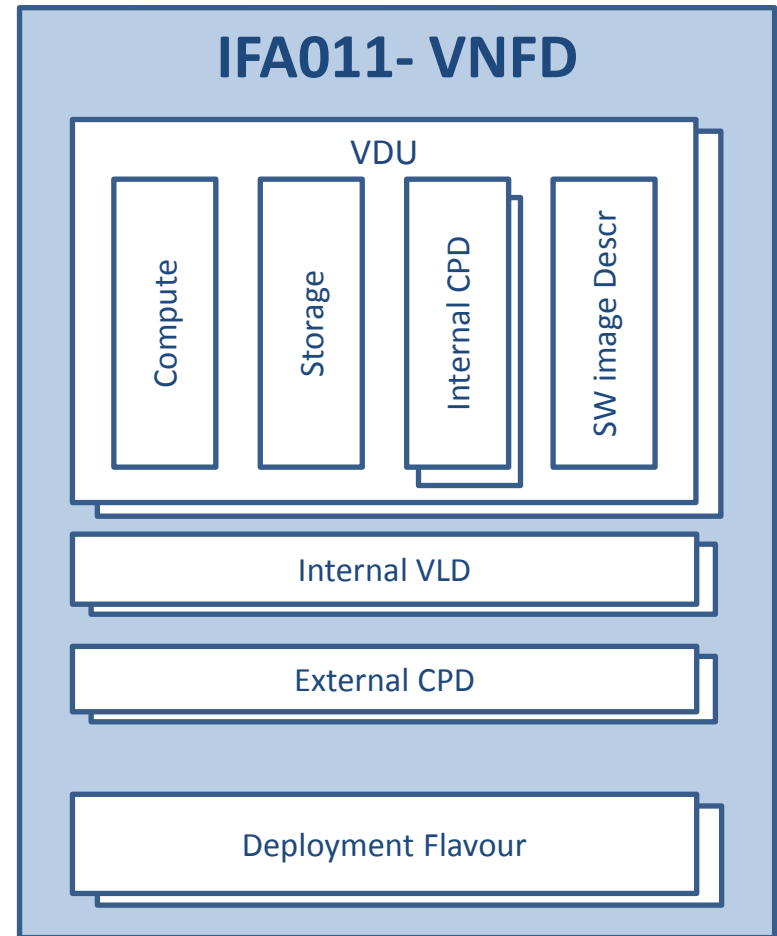 IFA011- VNFD
VDU
Compute
Storage
Internal CPD
SW image Descr
Internal VLD
External CPD
Deployment Flavour